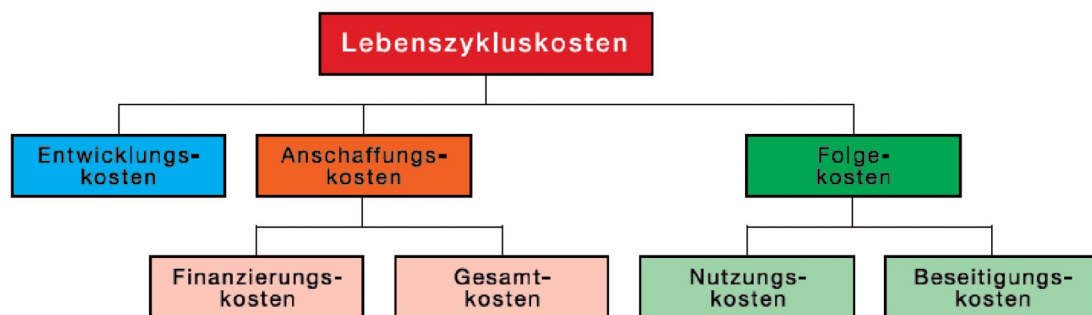 Lebenszykluskosten
Entwicklungs-
kosten
Anschaffungs-
kosten
Folge-
kosten
Finanzierungs-
kosten
Gesamt-
kosten
Nutzungs-
kosten
Beseitigungs-
kosten